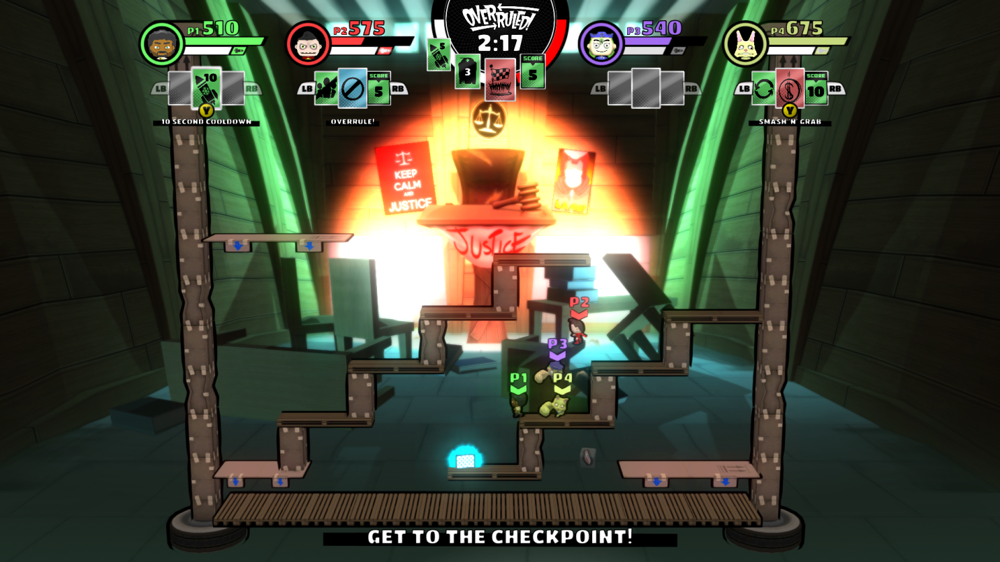 OVERRULED!
2:17
P1 510
P2 575
P3 540
P4 675
LB 10 RB
Y
10 SECOND COOLDOWN
LB SCORE 5 RB
OVERRULE!
5
3
SCORE 5
LB RB
LB SCORE 10 RB
Y
SMASH N GRAB
KEEP
CALM
AND
JUSTICE
JUSTICE
P2
P3
P1
P4
GET TO THE CHECKPOINT!